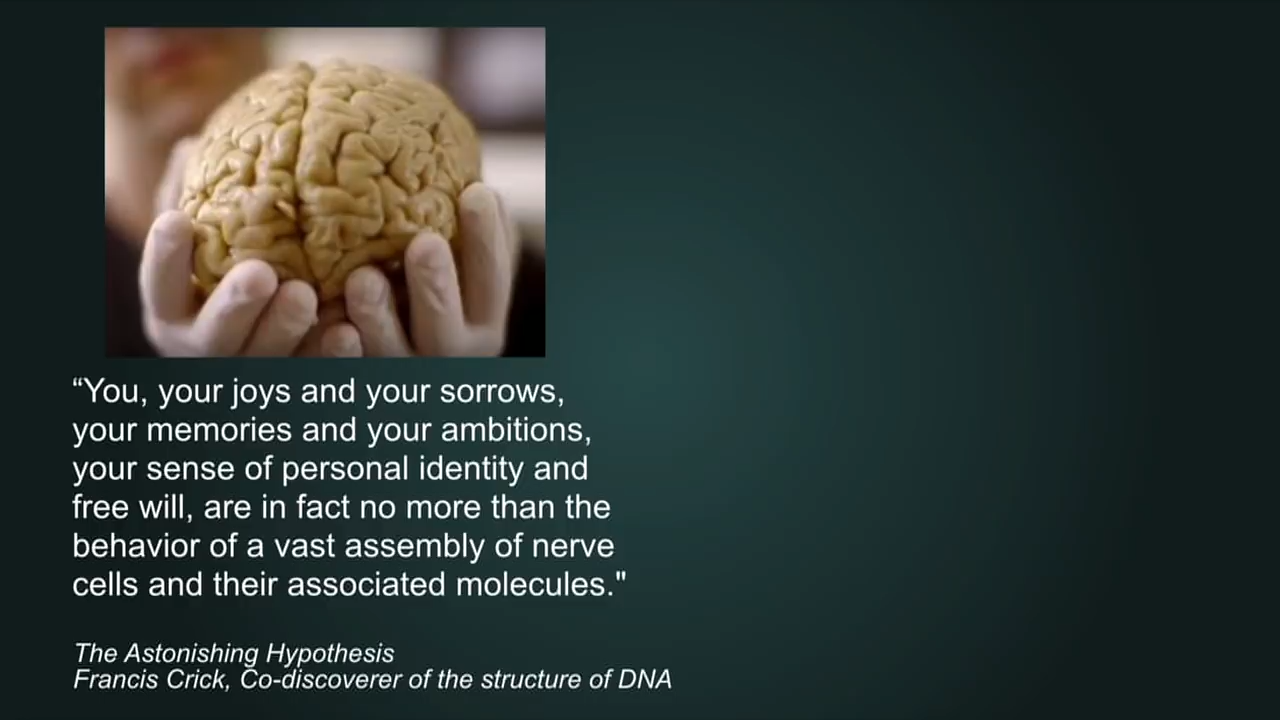 “You, your joys and your sorrows,
your memories and your ambitions,
your sense of personal identity and
free will, are in fact no more than the
behavior of a vast assembly of nerve
cells and their associated molecules."
The Astonishing Hypothesis
Francis Crick, Co-discoverer of the structure of DNA